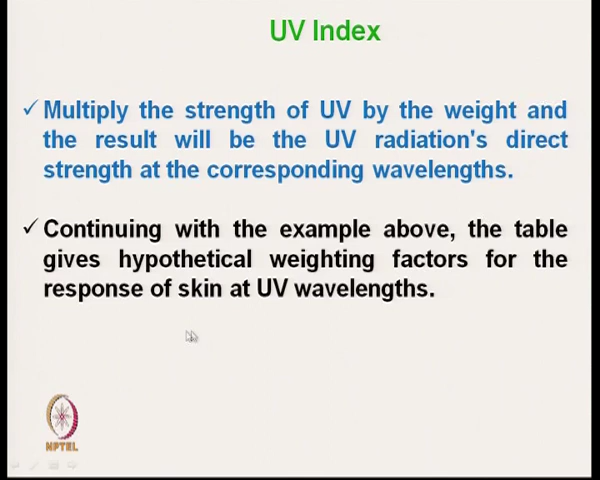 UV Index
✓ Multiply the strength of UV by the weight and
the result will be the UV radiation's direct
strength at the corresponding wavelengths.
✓ Continuing with the example above, the table
gives hypothetical weighting factors for the
response of skin at UV wavelengths.
NPTEL